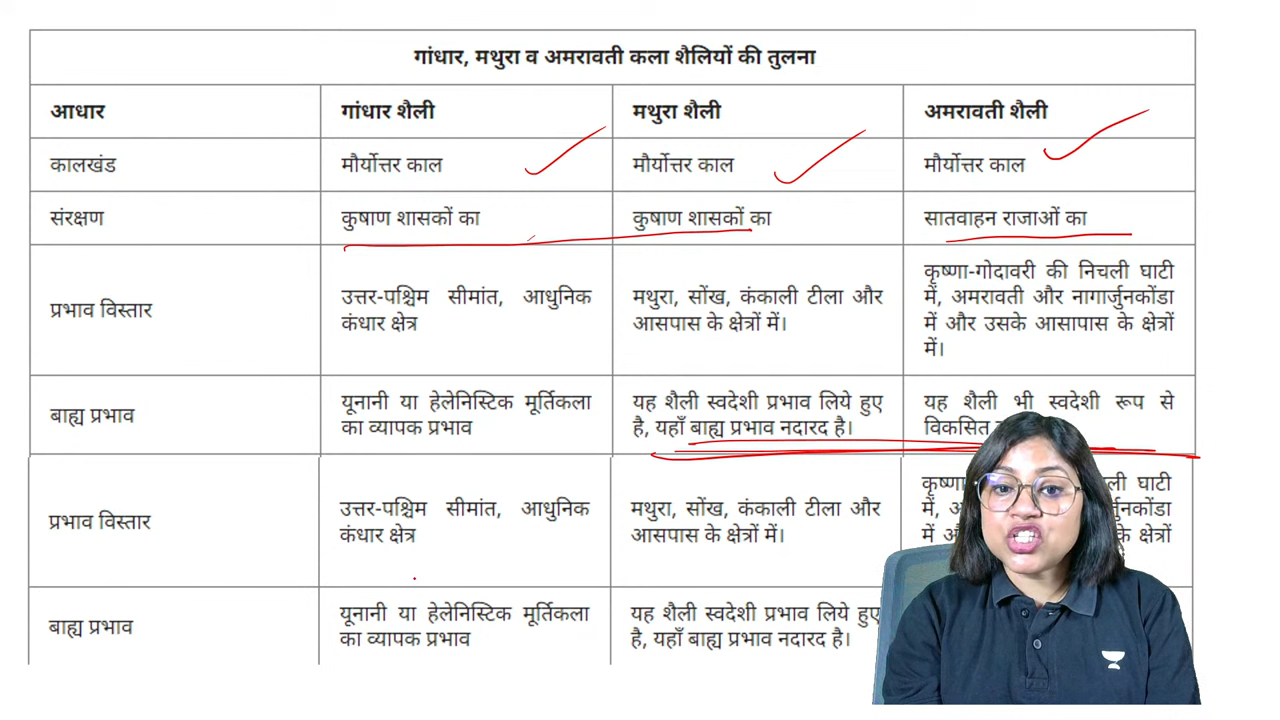 गांधार, मथुरा व अमरावती कला शैलियों की तुलना
आधार
गांधार शैली
मथुरा शैली
अमरावती शैली
कालखंड
मौर्योत्तर काल
मौर्योत्तर काल
मौर्योत्तर काल
संरक्षण
कुषाण शासकों का
कुषाण शासकों का
सातवाहन राजाओं का
प्रभाव विस्तार
उत्तर-पश्चिम सीमांत, आधुनिक
कंधार क्षेत्र
मथुरा, सोंख, कंकाली टीला और
आसपास के क्षेत्रों में।
कृष्णा-गोदावरी की निचली घाटी
में, अमरावती और नागार्जुनकोंडा
में और उसके आसापास के क्षेत्रों
में।
बाह्य प्रभाव
यूनानी या हेलेनिस्टिक मूर्तिकला
का व्यापक प्रभाव
यह शैली स्वदेशी प्रभाव लिये हुए
है, यहाँ बाह्य प्रभाव नदारद है।
यह शैली भी स्वदेशी रूप से
विकसित
प्रभाव विस्तार
उत्तर-पश्चिम सीमांत, आधुनिक
कंधार क्षेत्र
मथुरा, सोंख, कंकाली टीला और
आसपास के क्षेत्रों में।
घाटी
में,
में
क्षेत्रों
बाह्य प्रभाव
यूनानी या हेलेनिस्टिक मूर्तिकला
का व्यापक प्रभाव
यह शैली स्वदेशी प्रभाव लिये हुए
है, यहाँ बाह्य प्रभाव नदारद है।